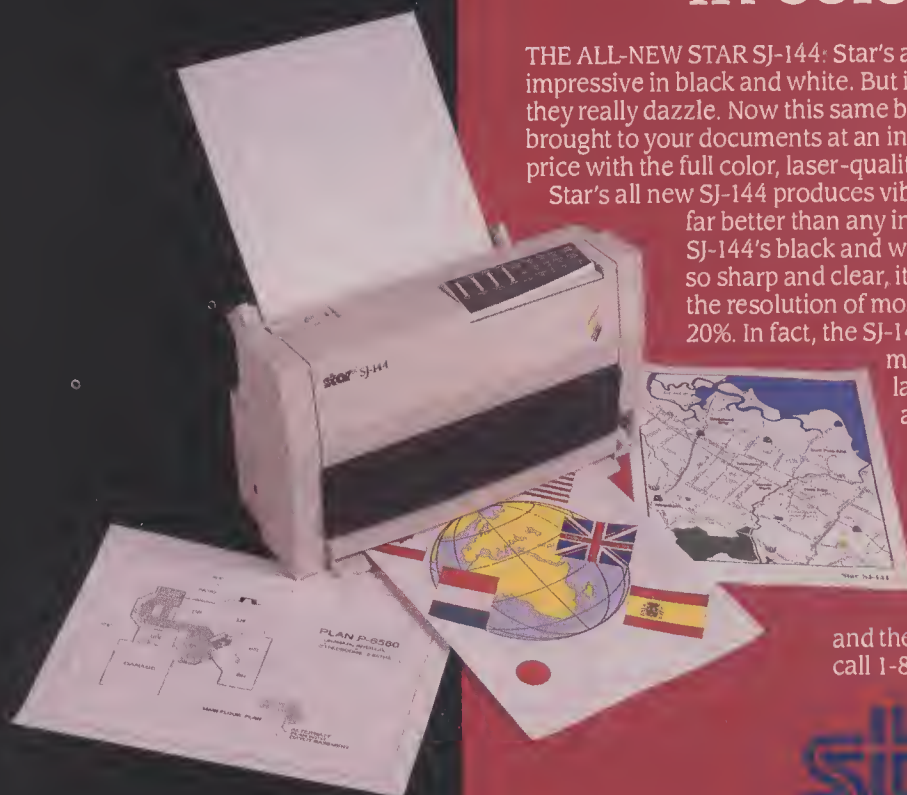 THE ALL-NEW STAR SJ-144: Star's a
impressive in black and white. But i
they really dazzle. Now this same b
brought to your documents at an in
price with the full color, laser-qualit
Star's all new SJ-144 produces vib
far better than any in
SJ-144's black and w
so sharp and clear, it
the resolution of mo
20%. In fact, the SJ-14
m
la
a
star SJ-144
Star SJ-144
PLAN P-6580
GARAGE
MAIN FLOOR PLAN
and the
call 1-8